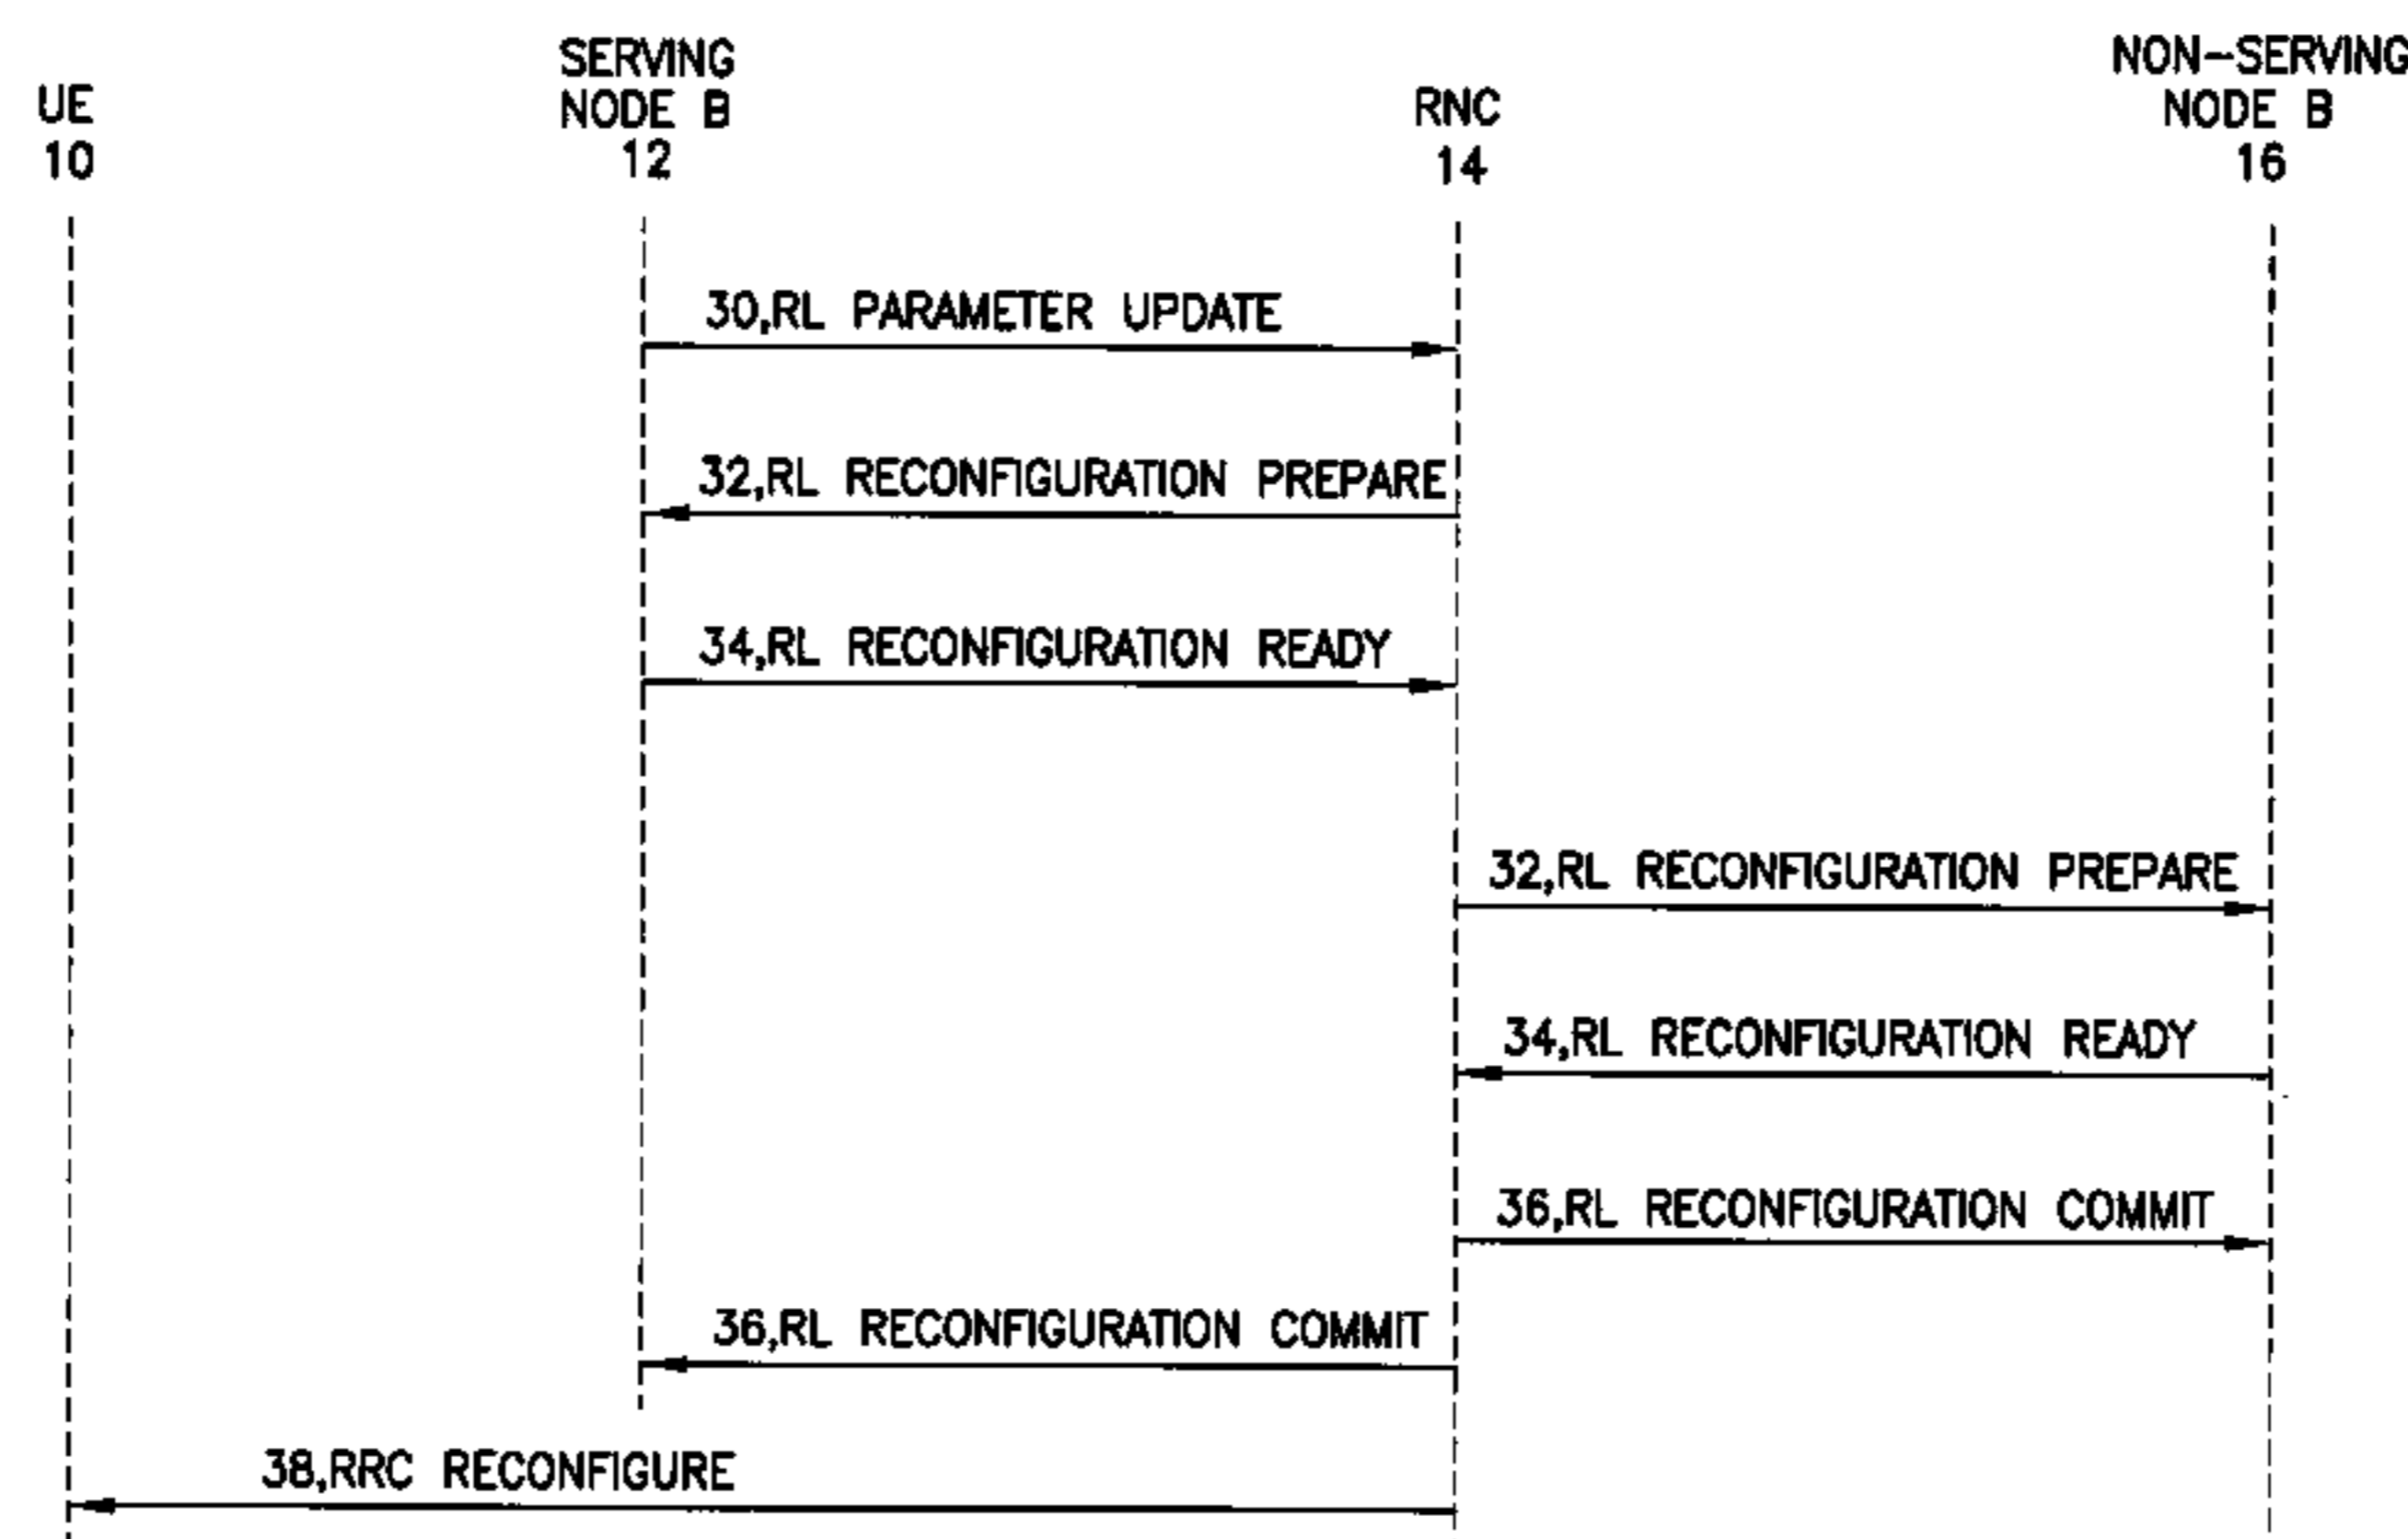 UE
10
SERVING
NODE B
12
RNC
14
NON-SERVING
NODE B
16
30,RL PARAMETER UPDATE
32,RL RECONFIGURATION PREPARE
34,RL RECONFIGURATION READY
32,RL RECONFIGURATION PREPARE
34,RL RECONFIGURATION READY
36,RL RECONFIGURATION COMMIT
36,RL RECONFIGURATION COMMIT
38,RRC RECONFIGURE